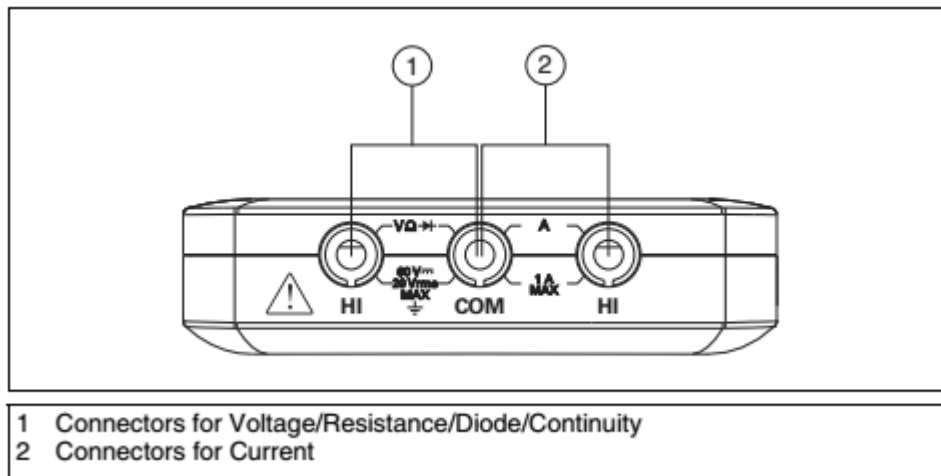 1 2
VΩ A
60V
20Vrms
MAX
1A
MAX
HI COM HI
1 Connectors for Voltage/Resistance/Diode/Continuity
2 Connectors for Current